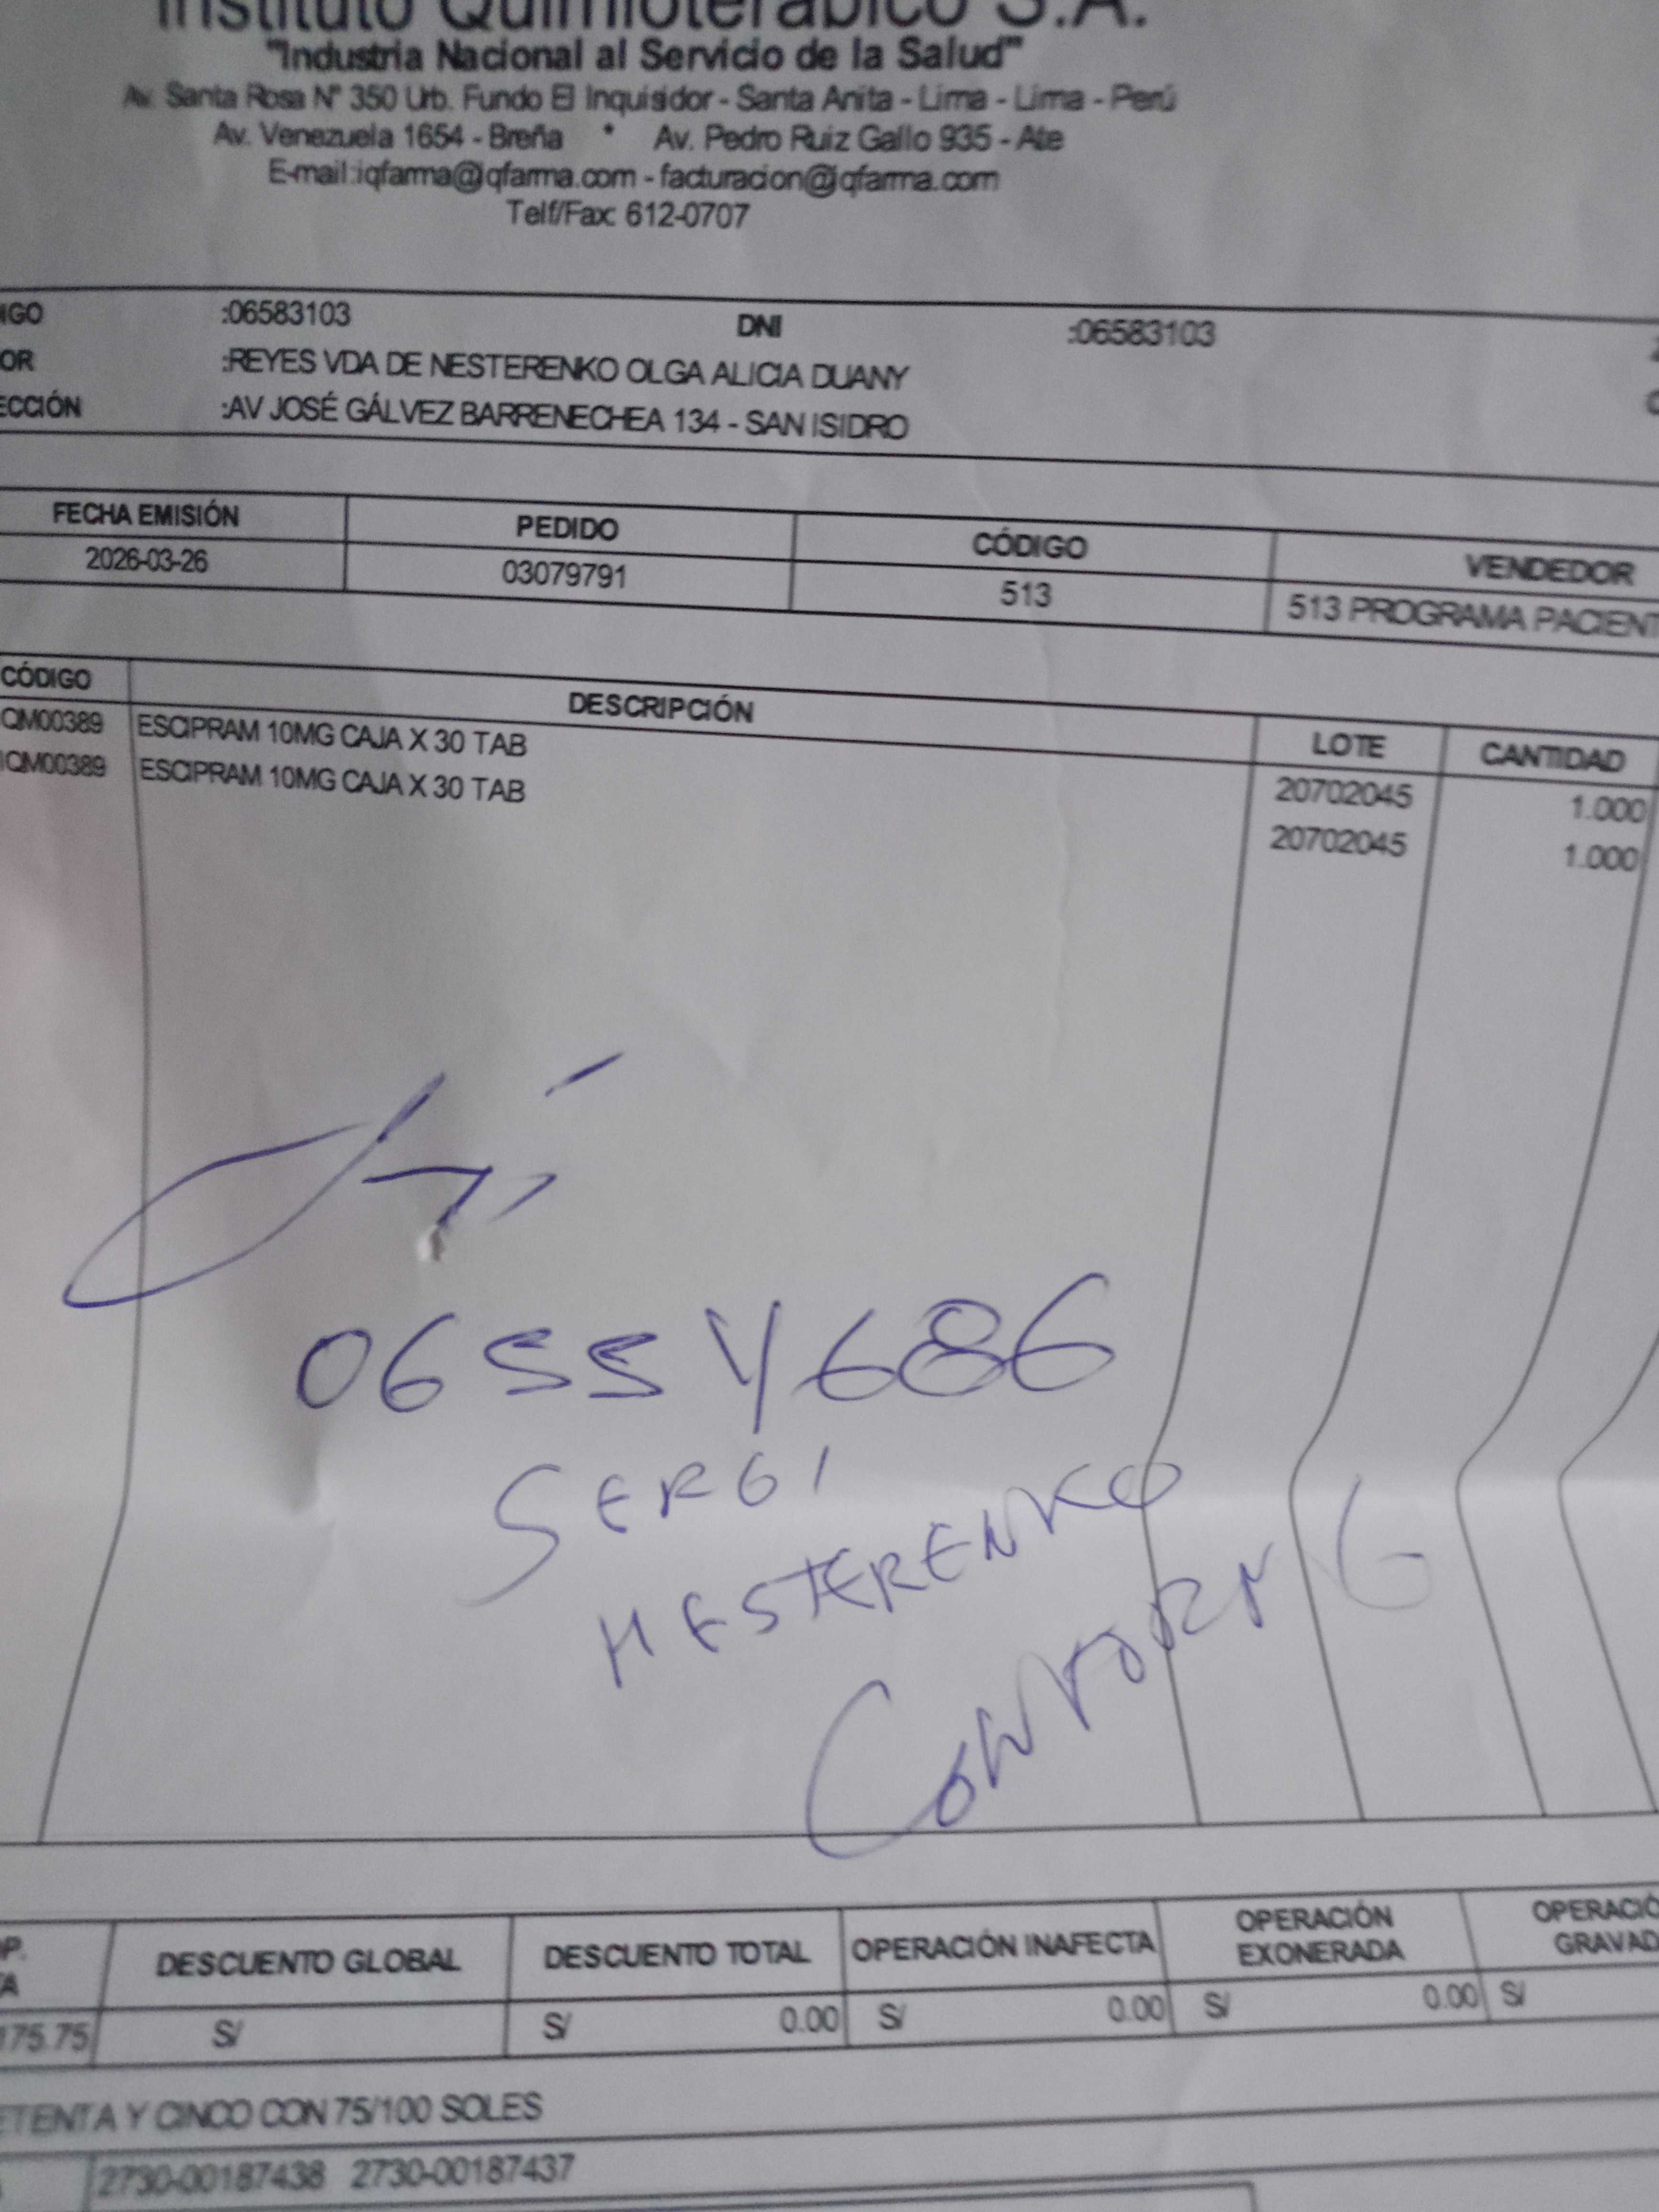 Instituto Quimioterápico S.A.
"Industria Nacional al Servicio de la Salud"
Av. Santa Rosa N° 350 Urb. Fundo El Inquisidor - Santa Anita - Lima - Lima - Perú
Av. Venezuela 1654 - Breña * Av. Pedro Ruiz Gallo 935 - Ate
E-mail:iqfarma@iqfarma.com - facturacion@iqfarma.com
Telf/Fax: 612-0707
IGO :06583103 DNI :06583103
OR :REYES VDA DE NESTERENKO OLGA ALICIA DUANY
ECCIÓN :AV JOSÉ GÁLVEZ BARRENECHEA 134 - SAN ISIDRO
FECHA EMISIÓN PEDIDO CÓDIGO VENDEDOR
2026-03-26 03079791 513 513 PROGRAMA PACIENT
CÓDIGO DESCRIPCIÓN LOTE CANTIDAD
QM00389 ESCIPRAM 10MG CAJA X 30 TAB 20702045 1.000
QM00389 ESCIPRAM 10MG CAJA X 30 TAB 20702045 1.000
06554686
SERGI
NESTERENKO
P. DESCUENTO GLOBAL DESCUENTO TOTAL OPERACIÓN INAFECTA OPERACIÓN EXONERADA OPERACIÓ GRAVAD
175.75 S/ S/ 0.00 S/ 0.00 S/ 0.00 S/
ETENTA Y CINCO CON 75/100 SOLES
2730-00187438 2730-00187437